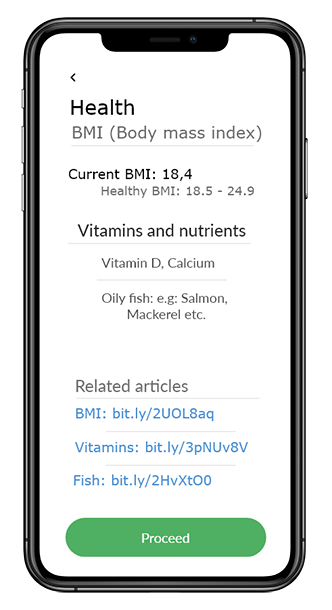 Health
BMI (Body mass index)
Current BMI: 18,4
Healthy BMI: 18.5 - 24.9
Vitamins and nutrients
Vitamin D, Calcium
Oily fish: e.g: Salmon,
Mackerel etc.
Related articles
BMI: bit.ly/2UOL8aq
Vitamins: bit.ly/3pNUv8V
Fish: bit.ly/2HvXtO0
Proceed